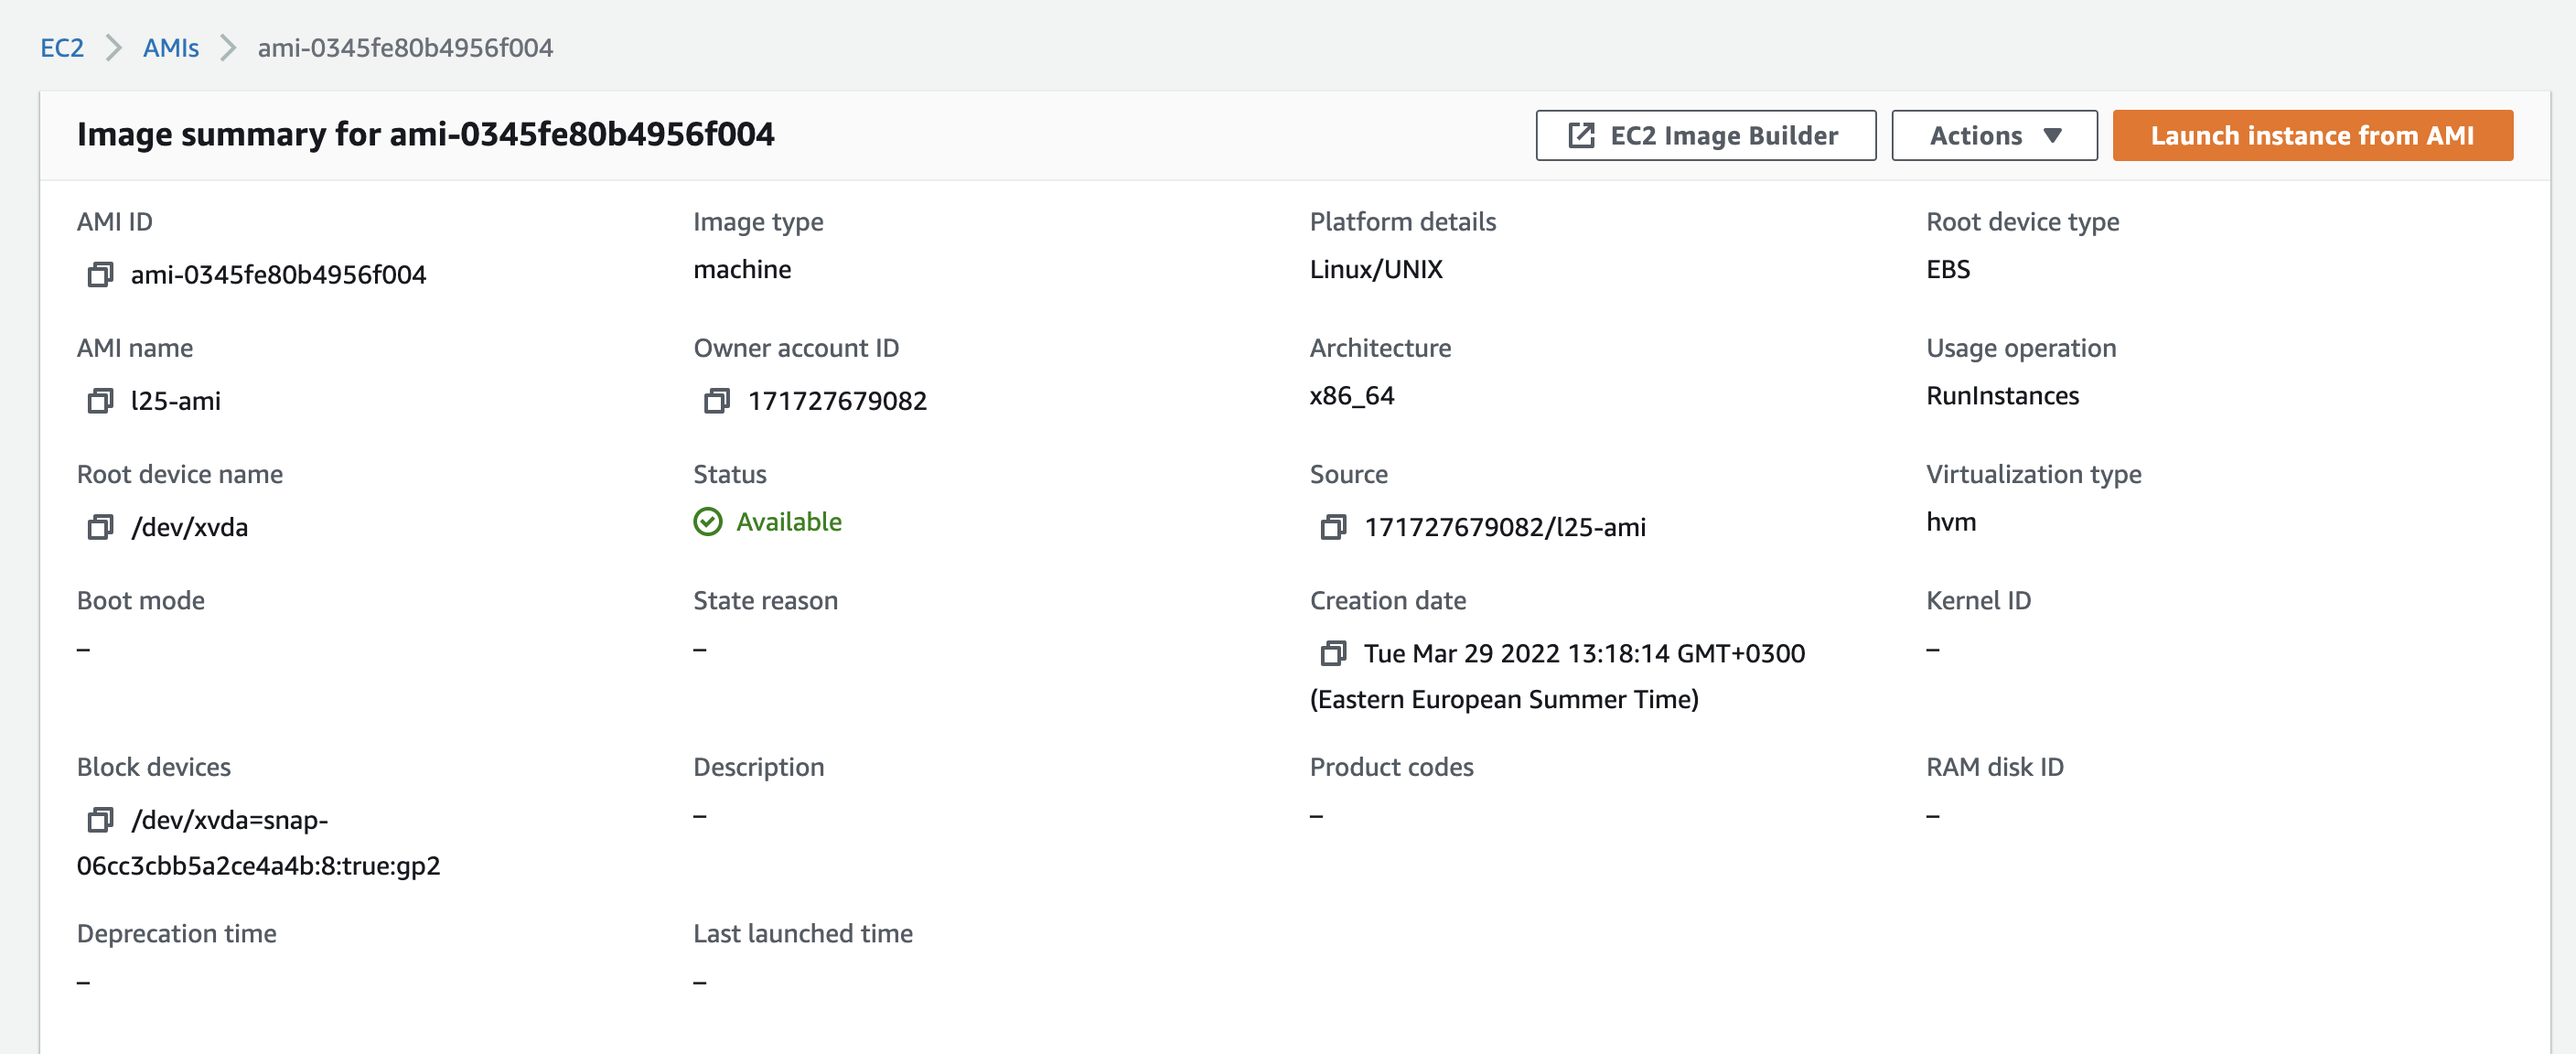 EC2 > AMIs > ami-0345fe80b4956f004
Image summary for ami-0345fe80b4956f004
EC2 Image Builder
Actions
Launch instance from AMI
AMI ID
ami-0345fe80b4956f004
Image type
machine
Platform details
Linux/UNIX
Root device type
EBS
AMI name
l25-ami
Owner account ID
171727679082
Architecture
x86_64
Usage operation
RunInstances
Root device name
/dev/xvda
Status
Available
Source
171727679082/l25-ami
Virtualization type
hvm
Boot mode
–
State reason
–
Creation date
Tue Mar 29 2022 13:18:14 GMT+0300
(Eastern European Summer Time)
Kernel ID
–
Block devices
/dev/xvda=snap-
06cc3cbb5a2ce4a4b:8:true:gp2
Description
–
Product codes
–
RAM disk ID
–
Deprecation time
–
Last launched time
–